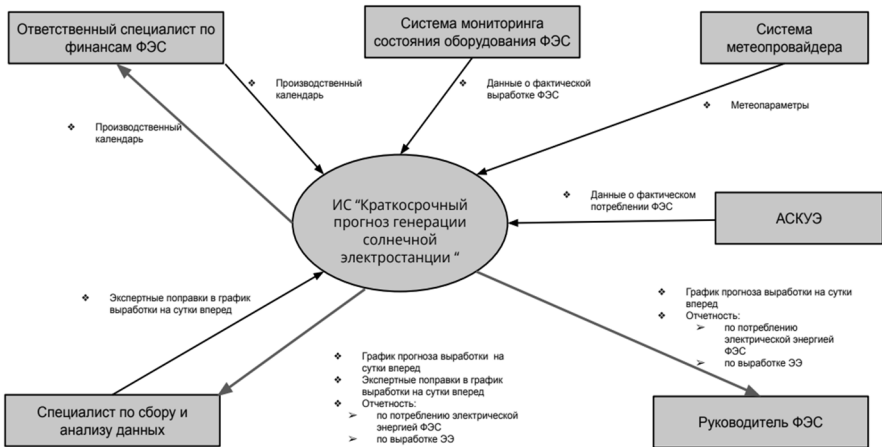 Ответственный специалист по
финансам ФЭС
Система мониторинга
состояния оборудования ФЭС
Система
метеопровайдера
❖ Производственный
календарь
❖ Данные о фактической
выработке ФЭС
❖ Метеопараметры
❖ Производственный
календарь
ИС “Краткосрочный
прогноз генерации
солнечной
электростанции “
❖ Данные о фактическом
потреблении ФЭС
АСКУЭ
❖ Экспертные поправки в график
выработки на сутки вперед
❖ График прогноза выработки на сутки
вперед
❖ Отчетность:
➢ по потреблению
электрической энергией
ФЭС
➢ по выработке ЭЭ
❖ График прогноза выработки на
сутки вперед
❖ Экспертные поправки в график
выработки на сутки вперед
❖ Отчетность:
➢ по потреблению электрической
энергией ФЭС
➢ по выработке ЭЭ
Специалист по сбору и
анализу данных
Руководитель ФЭС